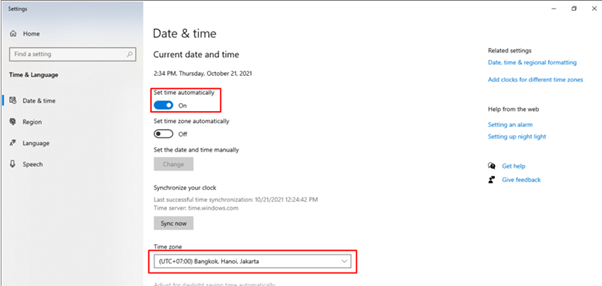 Settings
Home
Find a setting
Time & Language
Date & time
Region
Language
Speech
Date & time
Current date and time
2:34 PM, Thursday, October 21, 2021
Set time automatically
On
Set time zone automatically
Off
Set the date and time manually
Change
Synchronize your clock
Last successful time synchronization: 10/21/2021 12:24:42 PM
Time server: time.windows.com
Sync now
Time zone
(UTC+07:00) Bangkok, Hanoi, Jakarta
Adjust for daylight saving time automatically
Related settings
Date, time & regional formatting
Add clocks for different time zones
Help from the web
Setting an alarm
Setting up night light
Get help
Give feedback